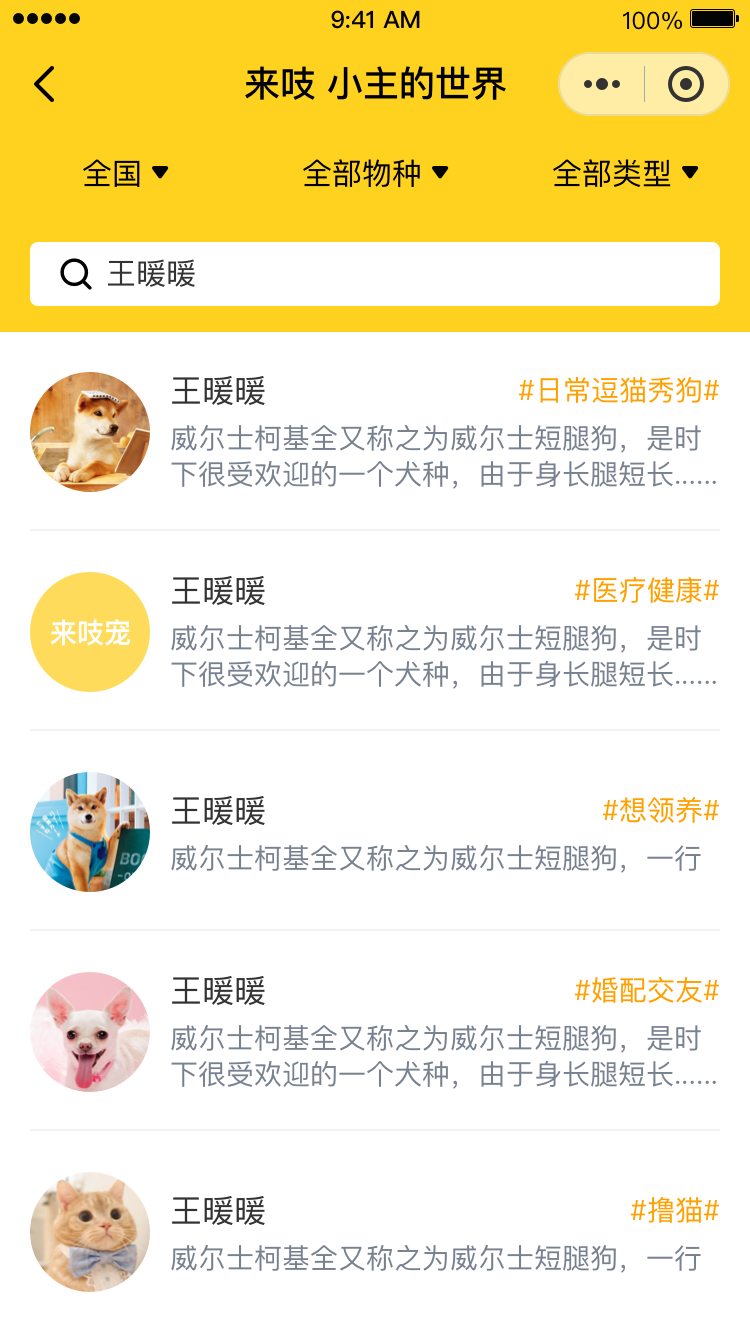 9:41 AM 100%
来吱 小主的世界
全国 全部物种 全部类型
王暖暖
王暖暖 #日常逗猫秀狗#
威尔士柯基全又称之为威尔士短腿狗，是时
下很受欢迎的一个犬种，由于身长腿短长......
来吱宠
王暖暖 #医疗健康#
威尔士柯基全又称之为威尔士短腿狗，是时
下很受欢迎的一个犬种，由于身长腿短长......
王暖暖 #想领养#
威尔士柯基全又称之为威尔士短腿狗，一行
王暖暖 #婚配交友#
威尔士柯基全又称之为威尔士短腿狗，是时
下很受欢迎的一个犬种，由于身长腿短长......
王暖暖 #撸猫#
威尔士柯基全又称之为威尔士短腿狗，一行